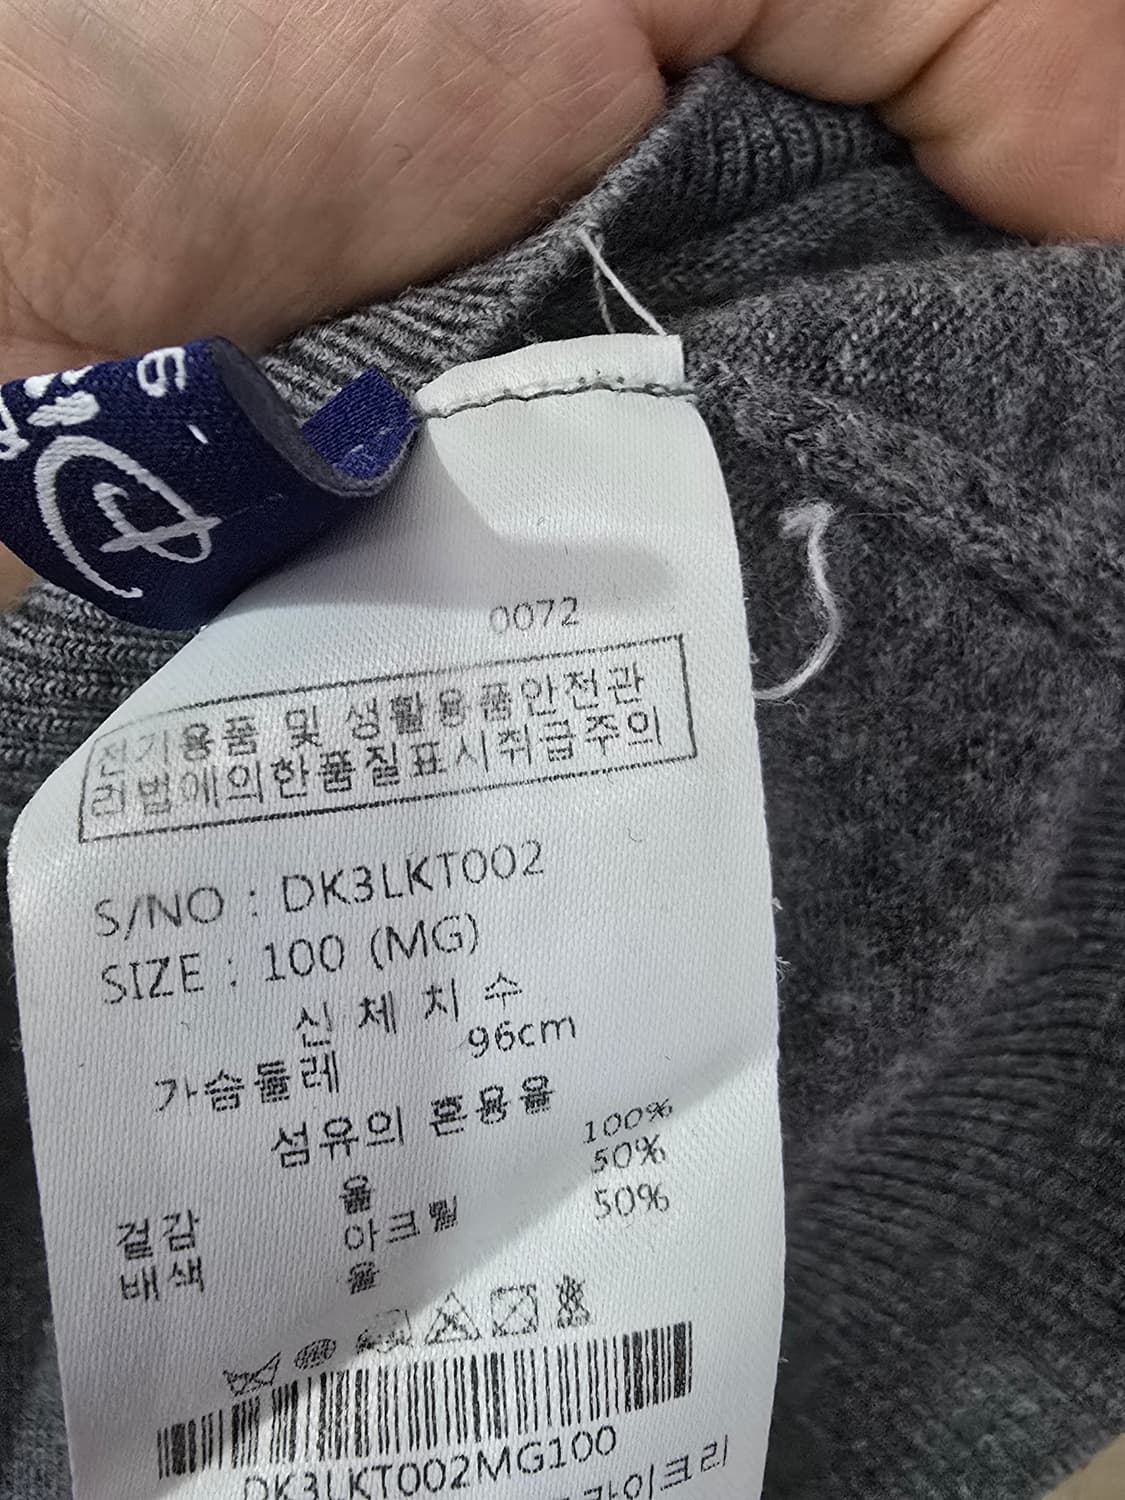 0072
전기용품 및 생활용품안전관
리법에의한품질표시취급주의
S/NO : DK3LKT002
SIZE : 100 (MG)
신 체 치 수
가슴둘레 96cm
섬유의 혼용율
겉감 울 100%
배색 아크릴 50%
울 50%
DK3LKT002MG100